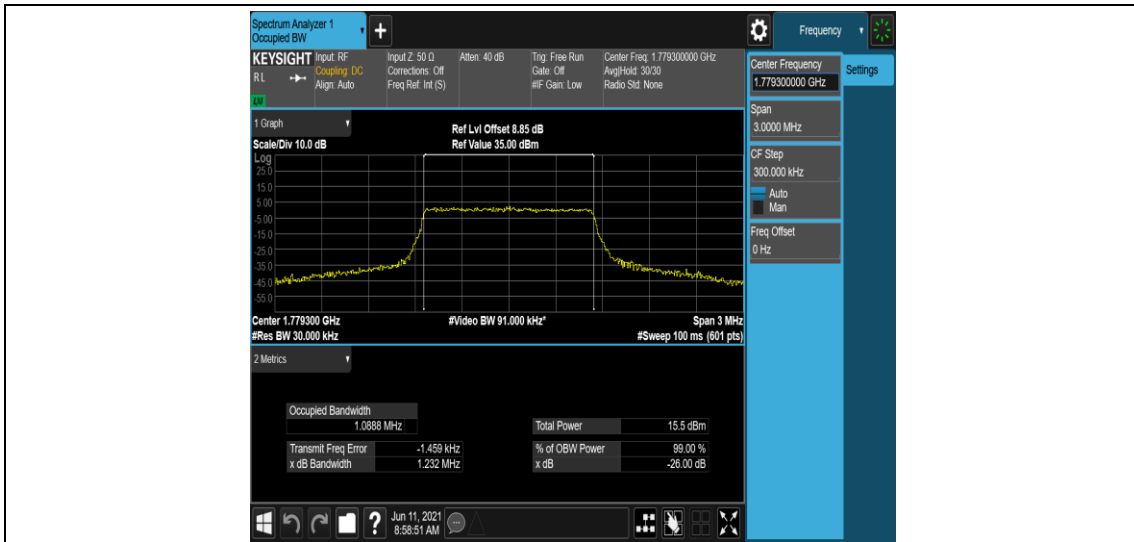 Spectrum Analyzer 1
Occupied BW
+
Frequency
KEYSIGHT
RL
LXI
Input: RF
Coupling: DC
Align: Auto
Input Z: 50 Ω
Corrections: Off
Freq Ref: Int (S)
Atten: 40 dB
Trig: Free Run
Gate: Off
#IF Gain: Low
Center Freq: 1.779300000 GHz
Avg|Hold: 30/30
Radio Std: None
Center Frequency
1.779300000 GHz
Settings
Span
3.0000 MHz
CF Step
300.000 kHz
Auto
Man
Freq Offset
0 Hz
1 Graph
Scale/Div 10.0 dB
Ref Lvl Offset 8.85 dB
Ref Value 35.00 dBm
Log
25.0
15.0
5.00
-5.00
-15.0
-25.0
-35.0
-45.0
-55.0
Center 1.779300 GHz
#Res BW 30.000 kHz
#Video BW 91.000 kHz*
Span 3 MHz
#Sweep 100 ms (601 pts)
2 Metrics
Occupied Bandwidth
1.0888 MHz
Total Power 15.5 dBm
Transmit Freq Error -1.459 kHz
% of OBW Power 99.00 %
x dB Bandwidth 1.232 MHz
x dB -26.00 dB
?
Jun 11, 2021
8:58:51 AM